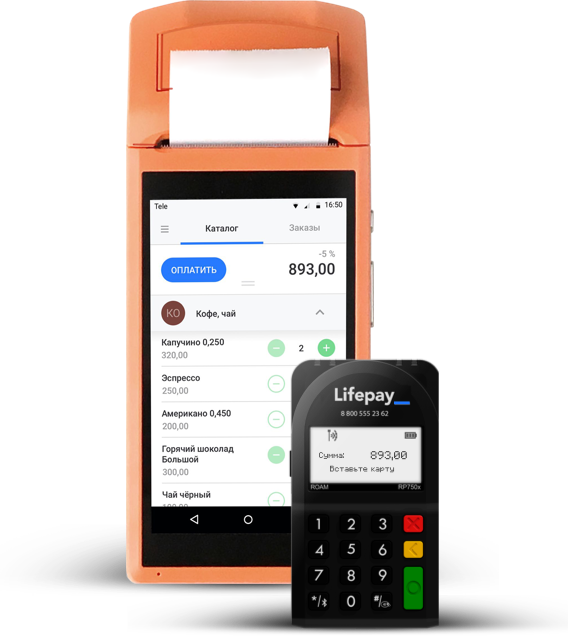 Tele 16:50
Каталог Заказы
-5 %
ОПЛАТИТЬ 893,00
КО Кофе, чай
Капучино 0,250
320,00
2
Эспрессо
250,00
Американо 0,450
200,00
Горячий шоколад
Большой
300,00
Чай чёрный
Lifepay_
8 800 555 23 62
Сумма: 893,00
Вставьте карту
ROAM RP750x
1 2 3
4 5 6
7 8 9
*/ 0 #/